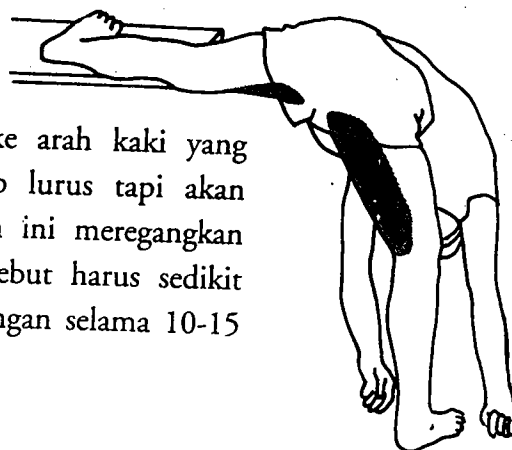 ke arah kaki yang
lurus tapi akan
ini meregangkan
ebut harus sedikit
ngan selama 10-15